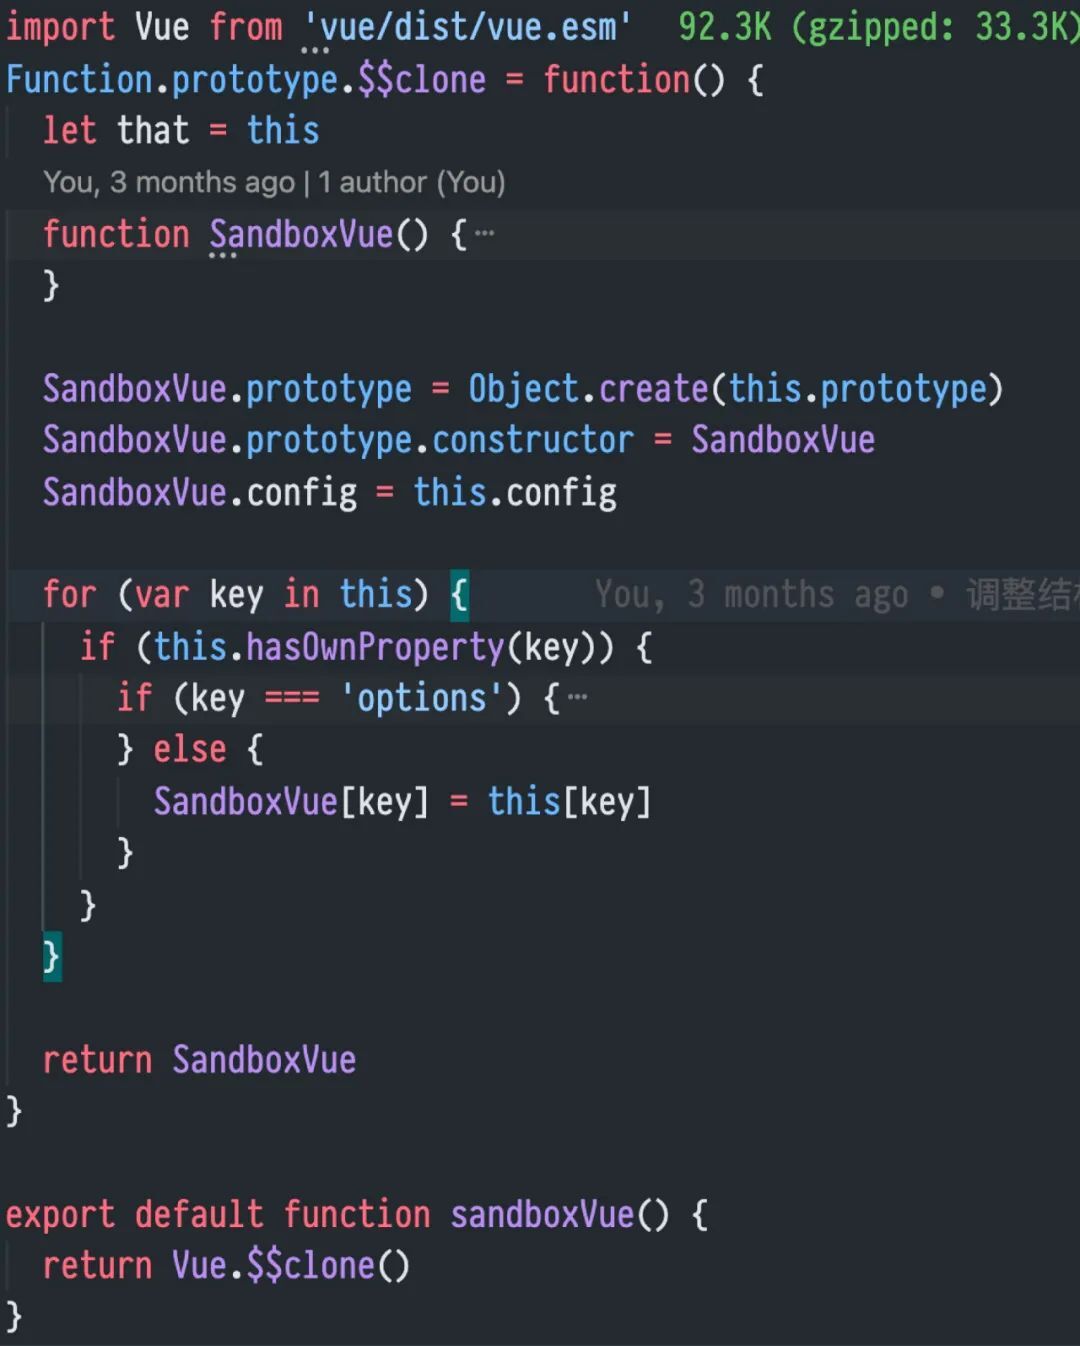 import Vue from 'vue/dist/vue.esm' 92.3K (gzipped: 33.3K)
Function.prototype.$$clone = function() {
let that = this
You, 3 months ago | 1 author (You)
function SandboxVue() {···
}
SandboxVue.prototype = Object.create(this.prototype)
SandboxVue.prototype.constructor = SandboxVue
SandboxVue.config = this.config
for (var key in this) { You, 3 months ago • 调整结
if (this.hasOwnProperty(key)) {
if (key === 'options') {···
} else {
SandboxVue[key] = this[key]
}
}
}
return SandboxVue
}
export default function sandboxVue() {
return Vue.$$clone()
}